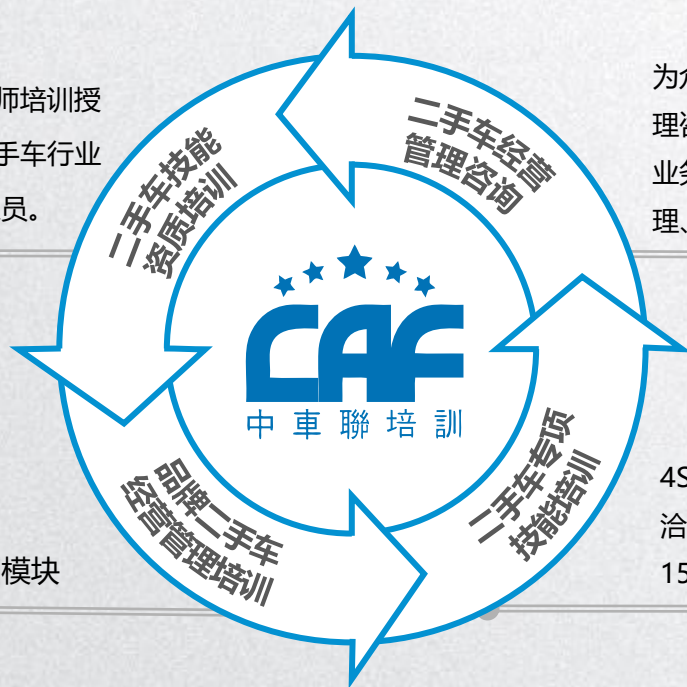 师培训授
手车行业
员。
为
理咨
业务
理、
二手车技能
资质培训
二手车经营
管理咨询
CAF
中車聯培訓
品牌二手车
经营管理培训
二手车专项
技能培训
模块
4S
洽
15